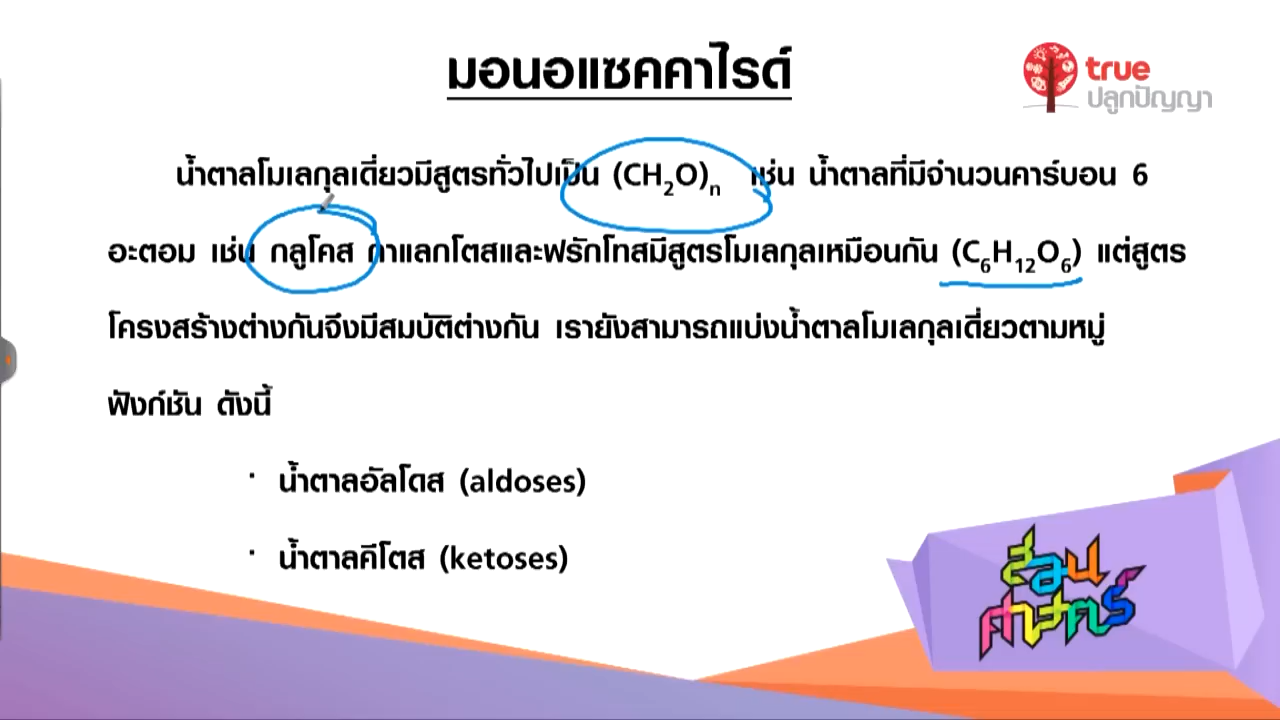 มอนอแซคคาไรด์
true
ปลูกปัญญา
น้ำตาลโมเลกุลเดี่ยวมีสูตรทั่วไปเป็น (CH₂O)ₙ เช่น น้ำตาลที่มีจำนวนคาร์บอน 6
อะตอม เช่น กลูโคส กาแลกโตสและฟรักโทสมีสูตรโมเลกุลเหมือนกัน (C₆H₁₂O₆) แต่สูตร
โครงสร้างต่างกันจึงมีสมบัติต่างกัน เรายังสามารถแบ่งน้ำตาลโมเลกุลเดี่ยวตามหมู่
ฟังก์ชัน ดังนี้
· น้ำตาลอัลโดส (aldoses)
· น้ำตาลคีโตส (ketoses)
สอน
ศาสตร์